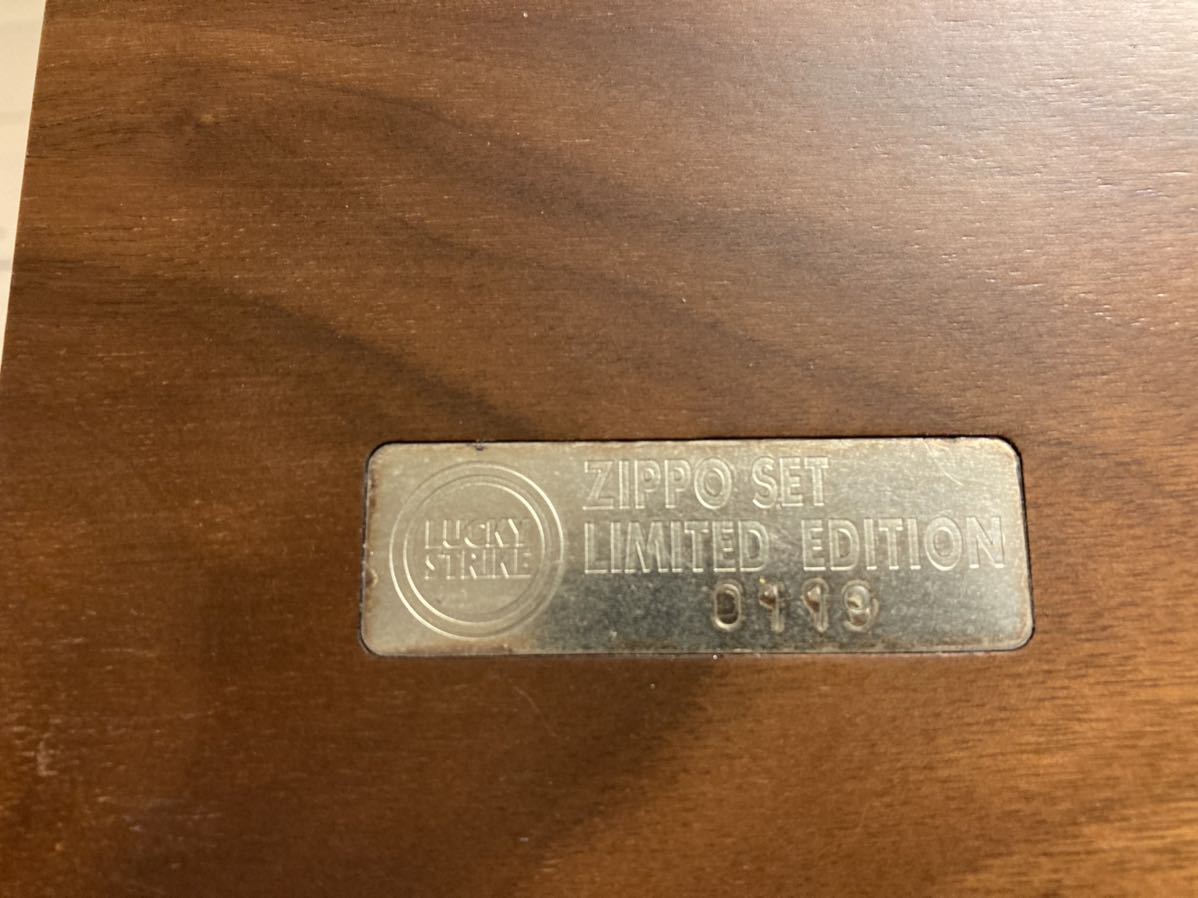 LUCKY
STRIKE
ZIPPO SET
LIMITED EDITION
0119